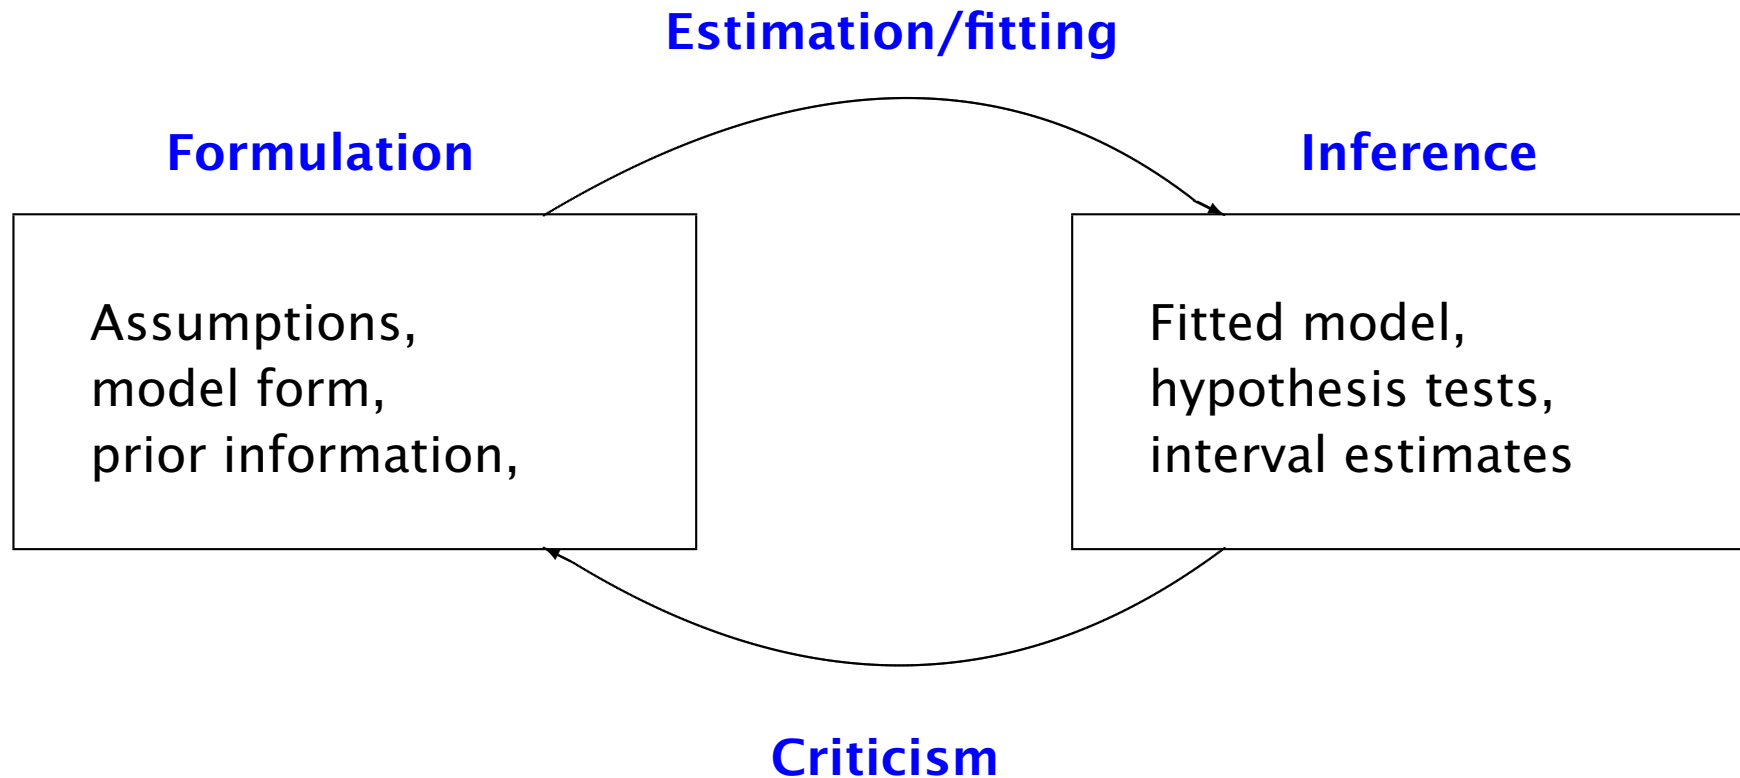 Estimation/fitting
Formulation
Inference
Assumptions,
model form,
prior information,
Fitted model,
hypothesis tests,
interval estimates
Criticism